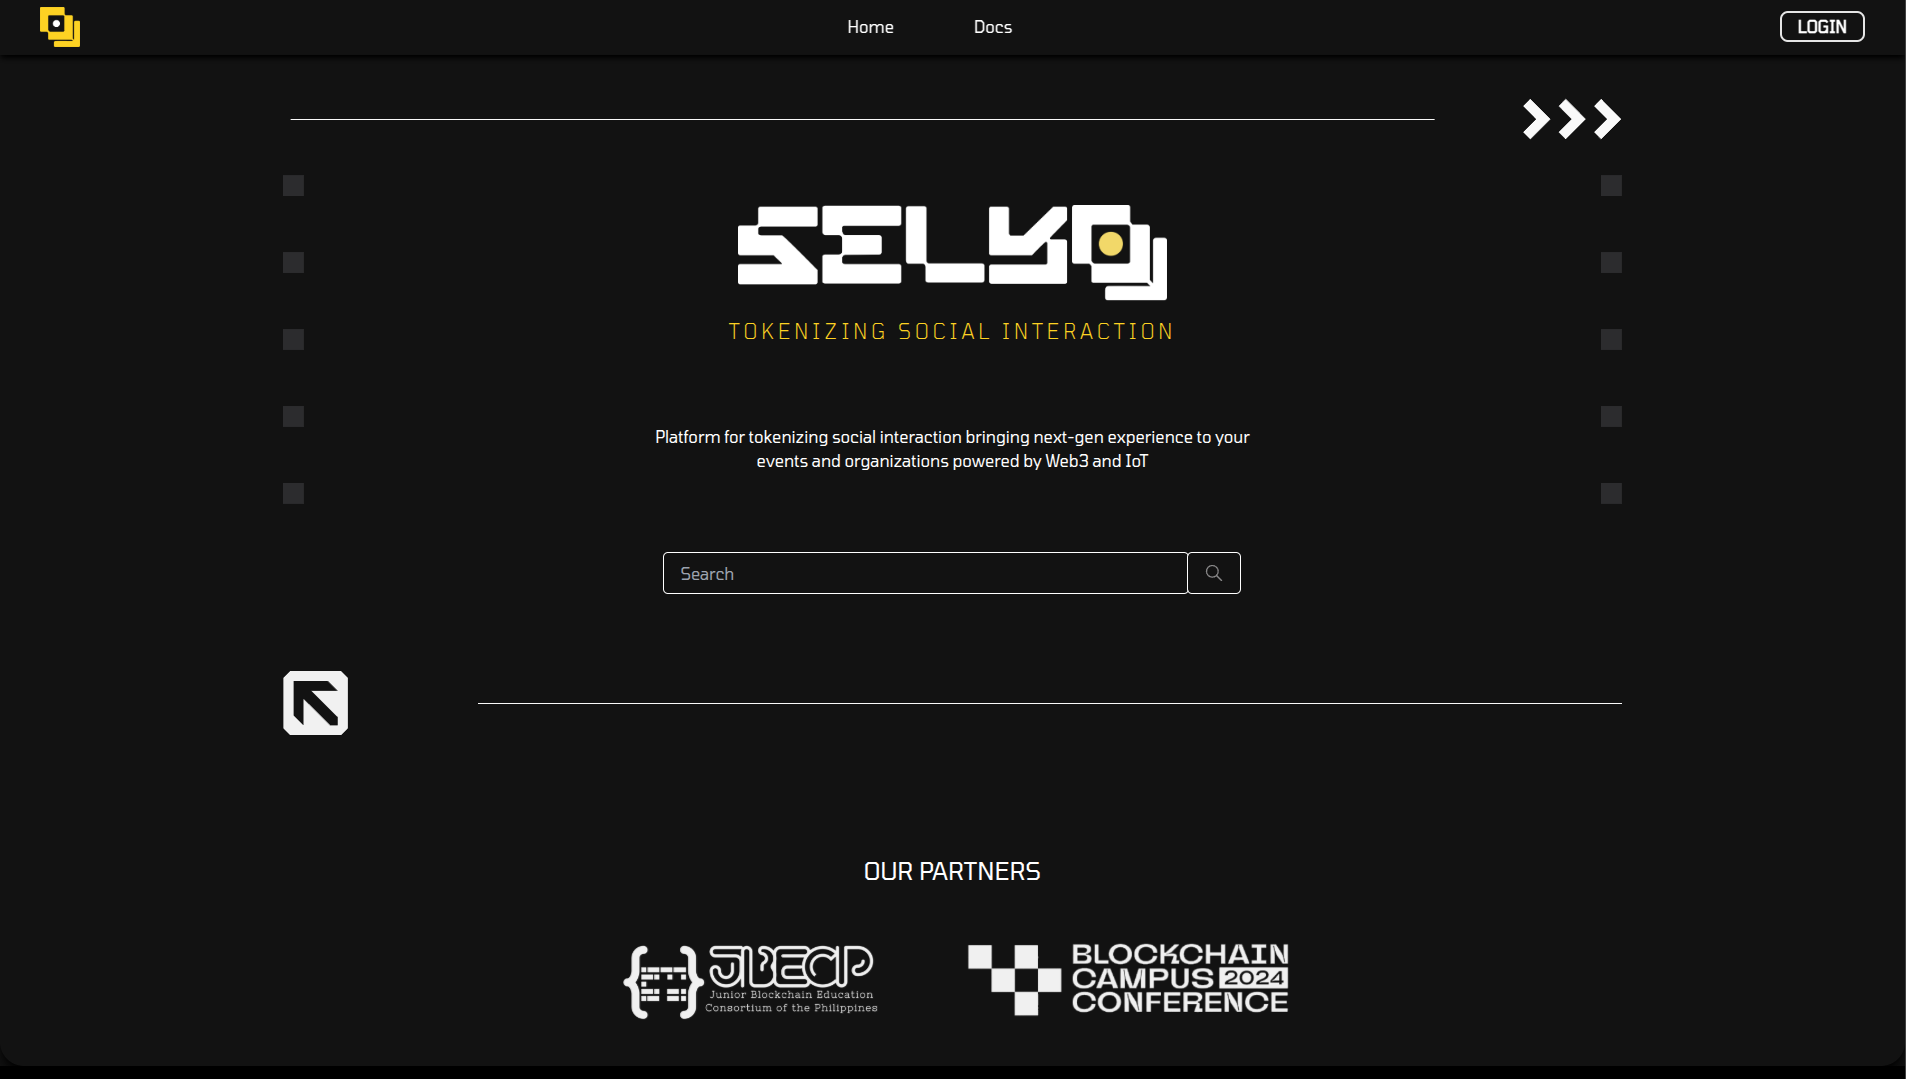 Home
Docs
LOGIN
SELYO
TOKENIZING SOCIAL INTERACTION
Platform for tokenizing social interaction bringing next-gen experience to your
events and organizations powered by Web3 and IoT
Search
OUR PARTNERS
JBECP
Junior Blockchain Education
Consortium of the Philippines
BLOCKCHAIN
CAMPUS 2024
CONFERENCE